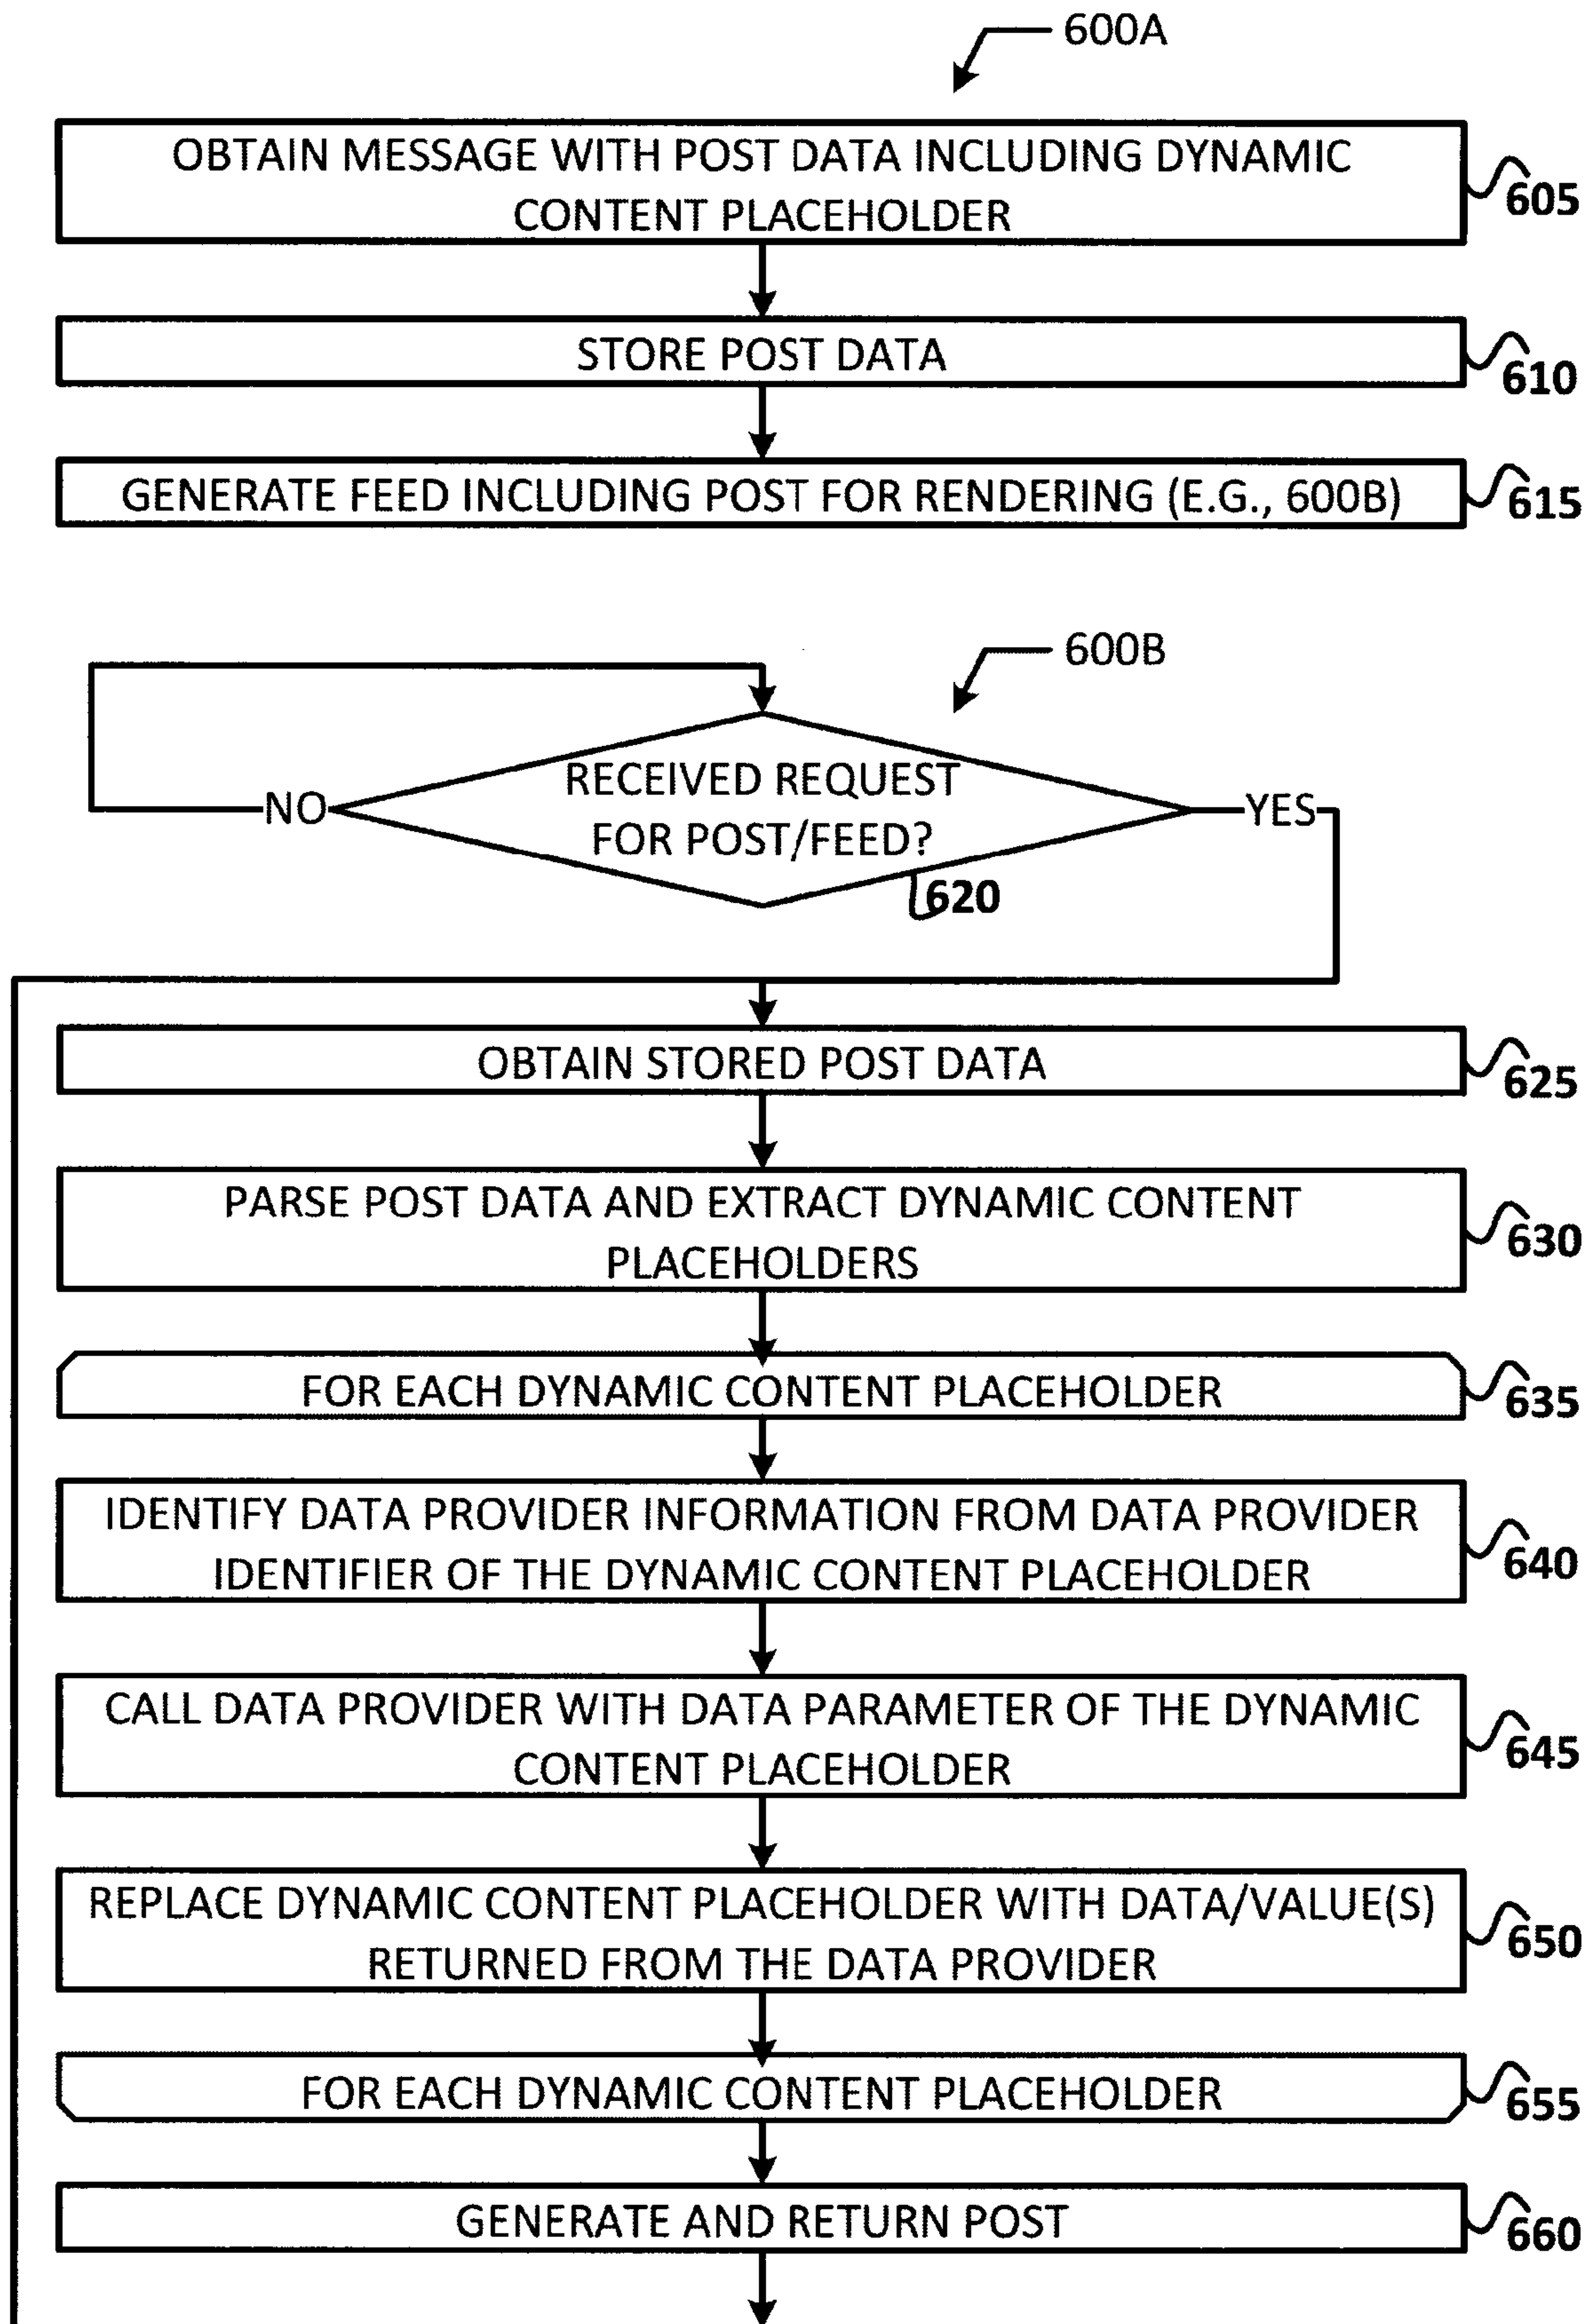 600A
OBTAIN MESSAGE WITH POST DATA INCLUDING DYNAMIC
CONTENT PLACEHOLDER
605
STORE POST DATA
610
GENERATE FEED INCLUDING POST FOR RENDERING (E.G., 600B)
615
600B
RECEIVED REQUEST
FOR POST/FEED?
NO
YES
620
OBTAIN STORED POST DATA
625
PARSE POST DATA AND EXTRACT DYNAMIC CONTENT
PLACEHOLDERS
630
FOR EACH DYNAMIC CONTENT PLACEHOLDER
635
IDENTIFY DATA PROVIDER INFORMATION FROM DATA PROVIDER
IDENTIFIER OF THE DYNAMIC CONTENT PLACEHOLDER
640
CALL DATA PROVIDER WITH DATA PARAMETER OF THE DYNAMIC
CONTENT PLACEHOLDER
645
REPLACE DYNAMIC CONTENT PLACEHOLDER WITH DATA/VALUE(S)
RETURNED FROM THE DATA PROVIDER
650
FOR EACH DYNAMIC CONTENT PLACEHOLDER
655
GENERATE AND RETURN POST
660